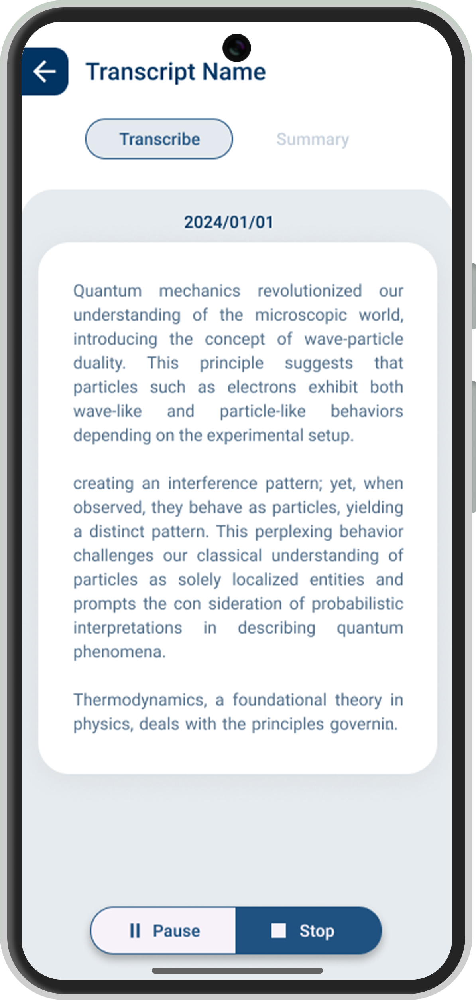 Transcript Name
Transcribe
Summary
2024/01/01
Quantum mechanics revolutionized our
understanding of the microscopic world,
introducing the concept of wave-particle
duality. This principle suggests that
particles such as electrons exhibit both
wave-like and particle-like behaviors
depending on the experimental setup.
creating an interference pattern; yet, when
observed, they behave as particles, yielding
a distinct pattern. This perplexing behavior
challenges our classical understanding of
particles as solely localized entities and
prompts the con sideration of probabilistic
interpretations in describing quantum
phenomena.
Thermodynamics, a foundational theory in
physics, deals with the principles governin.
Pause
Stop